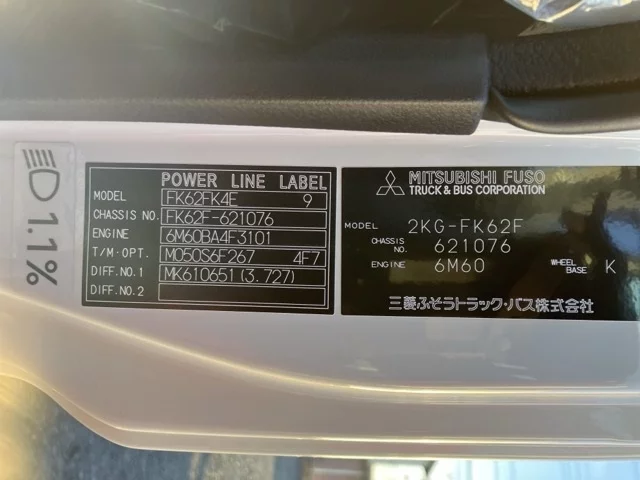 1.1%
POWER LINE LABEL
MODEL FK62FK4E 9
CHASSIS NO. FK62F-621076
ENGINE 6M60BA4F3101
T/M・OPT. M050S6F267 4F7
DIFF.NO.1 MK610651(3.727)
DIFF.NO.2
MITSUBISHI FUSO
TRUCK & BUS CORPORATION
MODEL 2KG-FK62F
CHASSIS 621076
ENGINE 6M60 WHEEL BASE K
三菱ふそうトラック・バス株式会社